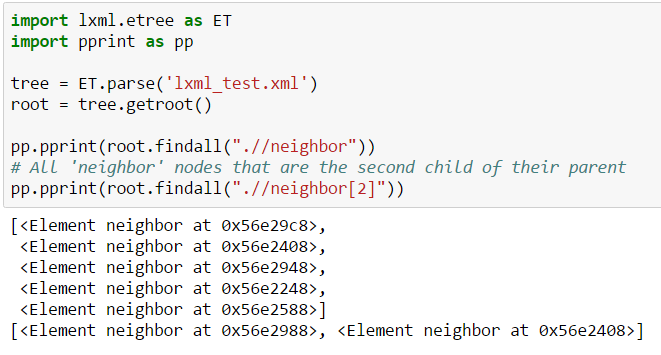 import lxml.etree as ET
import pprint as pp
tree = ET.parse('lxml_test.xml')
root = tree.getroot()
pp.pprint(root.findall(".//neighbor"))
# All 'neighbor' nodes that are the second child of their parent
pp.pprint(root.findall(".//neighbor[2]"))
[<Element neighbor at 0x56e29c8>,
 <Element neighbor at 0x56e2408>,
 <Element neighbor at 0x56e2948>,
 <Element neighbor at 0x56e2248>,
 <Element neighbor at 0x56e2588>]
[<Element neighbor at 0x56e2988>, <Element neighbor at 0x56e2408>]